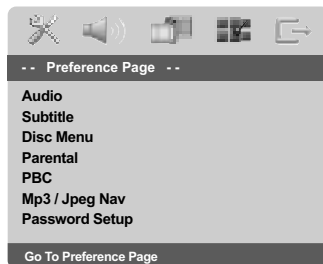 - - Preference Page - -
Audio
Subtitle
Disc Menu
Parental
PBC
Mp3 / Jpeg Nav
Password Setup
Go To Preference Page